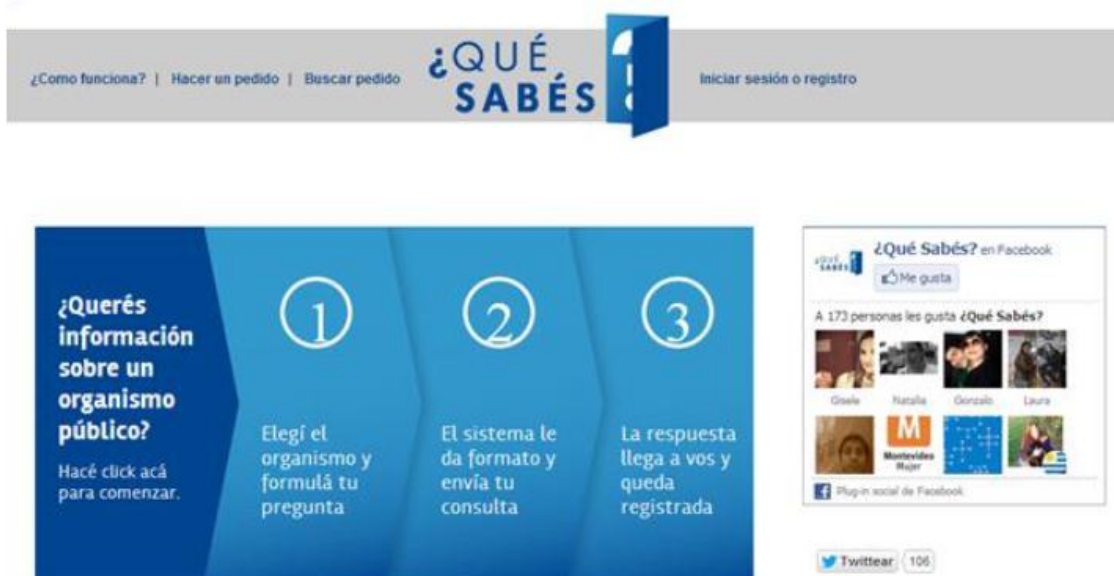 ¿Como funciona? | Hacer un pedido | Buscar pedido
¿QUÉ
SABÉS
Iniciar sesión o registro
¿Querés
información
sobre un
organismo
público?
Hacé click acá
para comenzar.
1
Elegí el
organismo y
formulá tu
pregunta
2
El sistema le
da formato y
envía tu
consulta
3
La respuesta
llega a vos y
queda
registrada
¿QUÉ
SABÉS
¿Qué Sabés? en Facebook
Me gusta
A 173 personas les gusta ¿Qué Sabés?
Gisele Natalia Gonzalo Laura
M
Montevideo
Mujer
Plug-in social de Facebook
Twittear 106